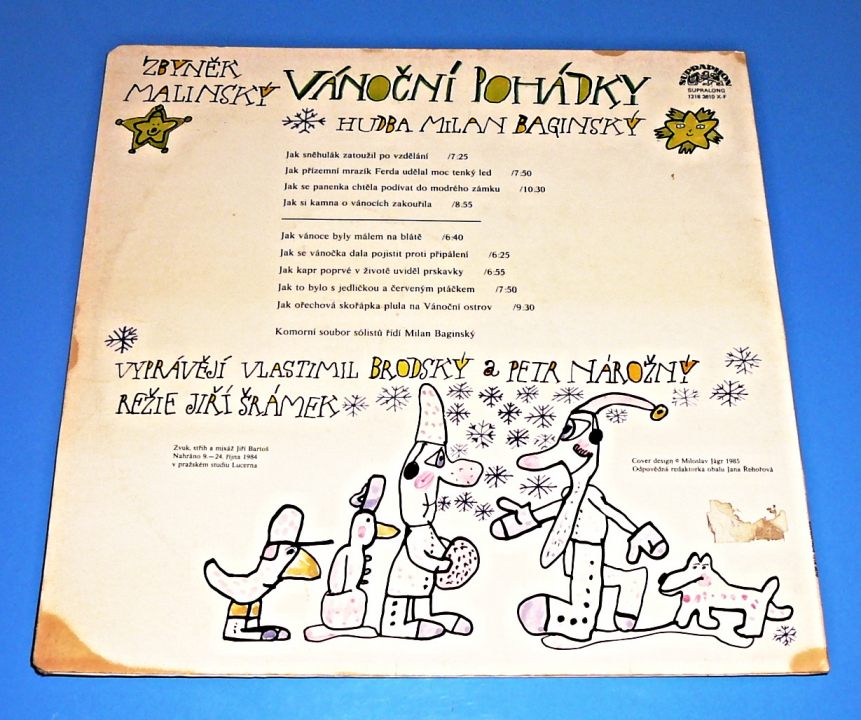 ZBYNĚK
MALINSKÝ
VÁNOČNÍ POHÁDKY
SUPRAPHON
SUPRALONG
1218 3810 X-F
HUDBA MILAN BAGINSKÝ
Jak sněhulák zatoužil po vzdělání /7:25
Jak přízemní mrazík Ferda udělal moc tenký led /7:50
Jak se panenka chtěla podívat do modrého zámku /10:30
Jak si kamna o vánocích zakouřila /8:55
Jak vánoce byly málem na blátě /6:40
Jak se vánočka dala pojistit proti připálení /6:25
Jak kapr poprvé v životě uviděl prskavky /6:55
Jak to bylo s jedličkou a červeným ptáčkem /7:50
Jak ořechová skořápka plula na Vánoční ostrov /9:30
Komorní soubor sólistů řídí Milan Baginský
VYPRÁVĚJÍ VLASTIMIL BRODSKÝ a PETR NÁROŽNÝ
REŽIE JIŘÍ ŠRÁMEK
Zvuk, střih a mixáž Jiří Bartoš
Nahráno 9.–24. října 1984
v pražském studiu Lucerna
Cover design © Miloslav Jágr 1985
Odpovědná redaktorka obalu Jana Řehořová